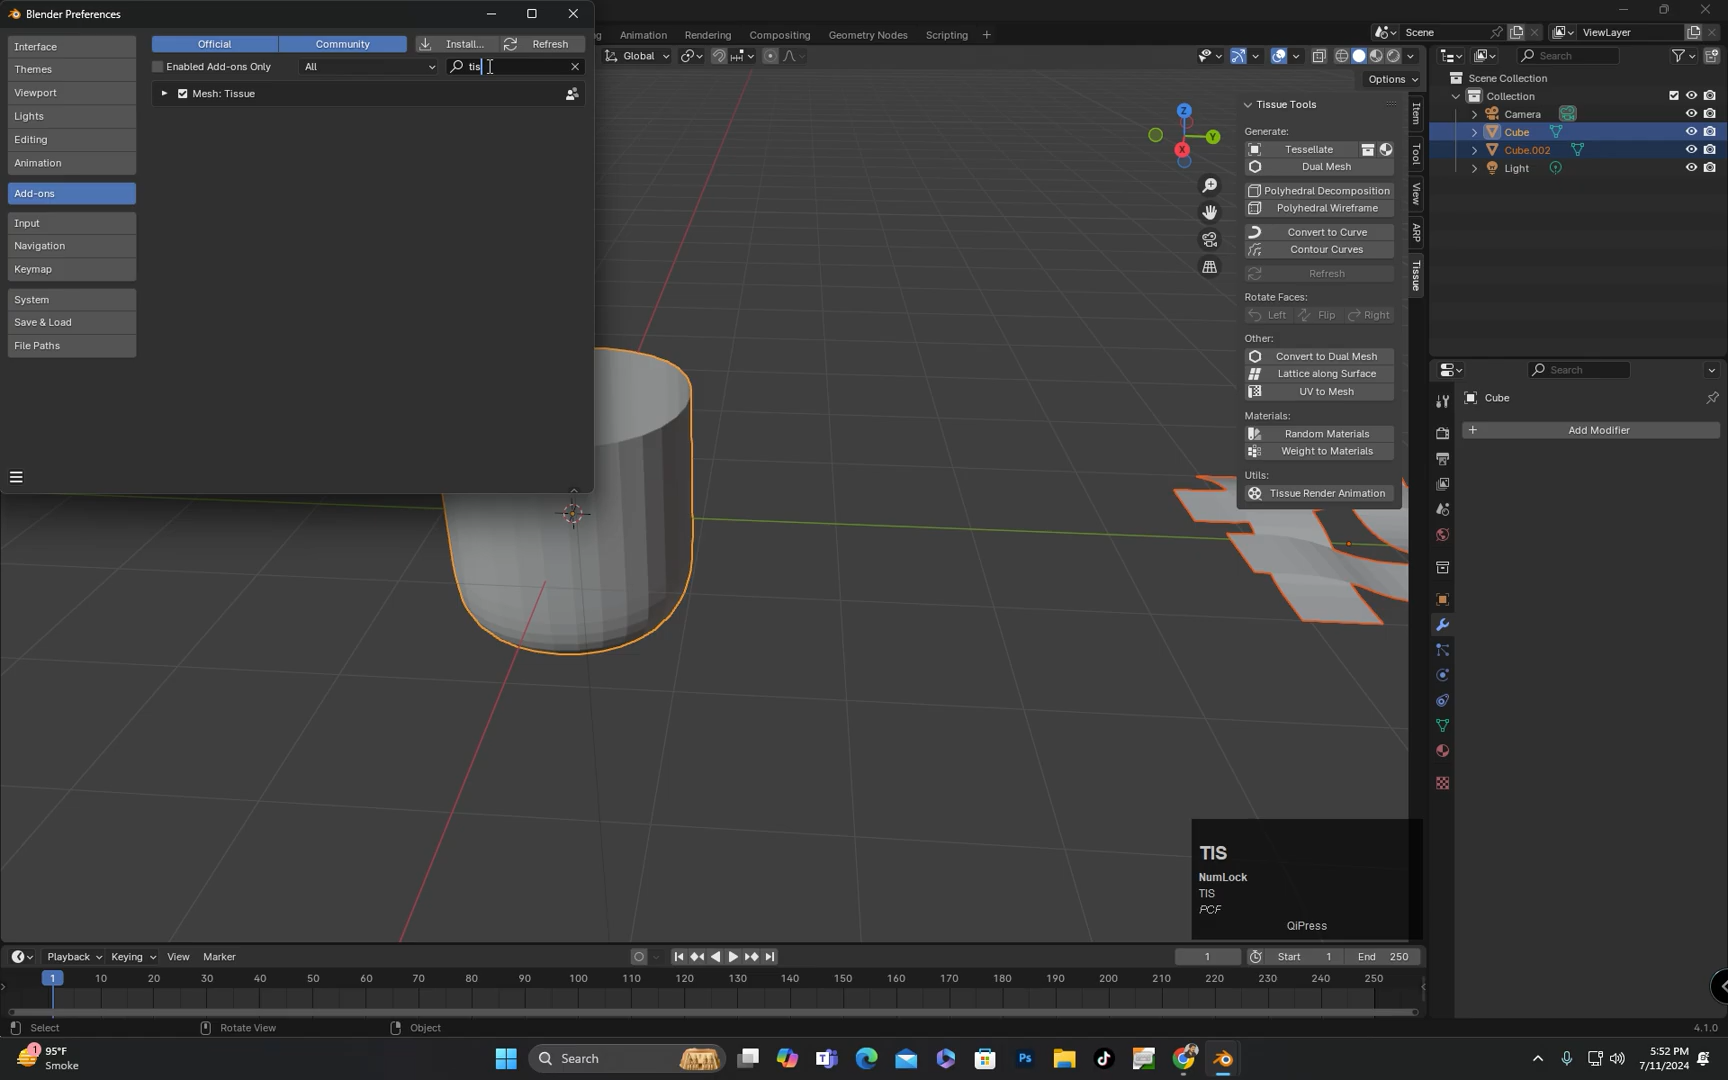 Blender Preferences
Interface
Themes
Viewport
Lights
Editing
Animation
Add-ons
Input
Navigation
Keymap
System
Save & Load
File Paths
Official
Community
Install...
Refresh
Enabled Add-ons Only
All
tis
Mesh: Tissue
Animation
Rendering
Compositing
Geometry Nodes
Scripting
Scene
ViewLayer
Global
Options
Tissue Tools
Generate:
Tessellate
Dual Mesh
Polyhedral Decomposition
Polyhedral Wireframe
Convert to Curve
Contour Curves
Refresh
Rotate Faces:
Left
Flip
Right
Other:
Convert to Dual Mesh
Lattice along Surface
UV to Mesh
Materials:
Random Materials
Weight to Materials
Utils:
Tissue Render Animation
Item
Tool
View
ARP
Tissue
Z
Y
X
Search
Scene Collection
Collection
Camera
Cube
Cube.002
Light
Search
Cube
Add Modifier
TIS
NumLock
TIS
PCF
QiPress
Playback
Keying
View
Marker
1
Start 1
End 250
1 10 20 30 40 50 60 70 80 90 100 110 120 130 140 150 160 170 180 190 200 210 220 230 240 250
Select
Rotate View
Object
4.1.0
1
95°F
Smoke
Search
Ps
5:52 PM
7/11/2024